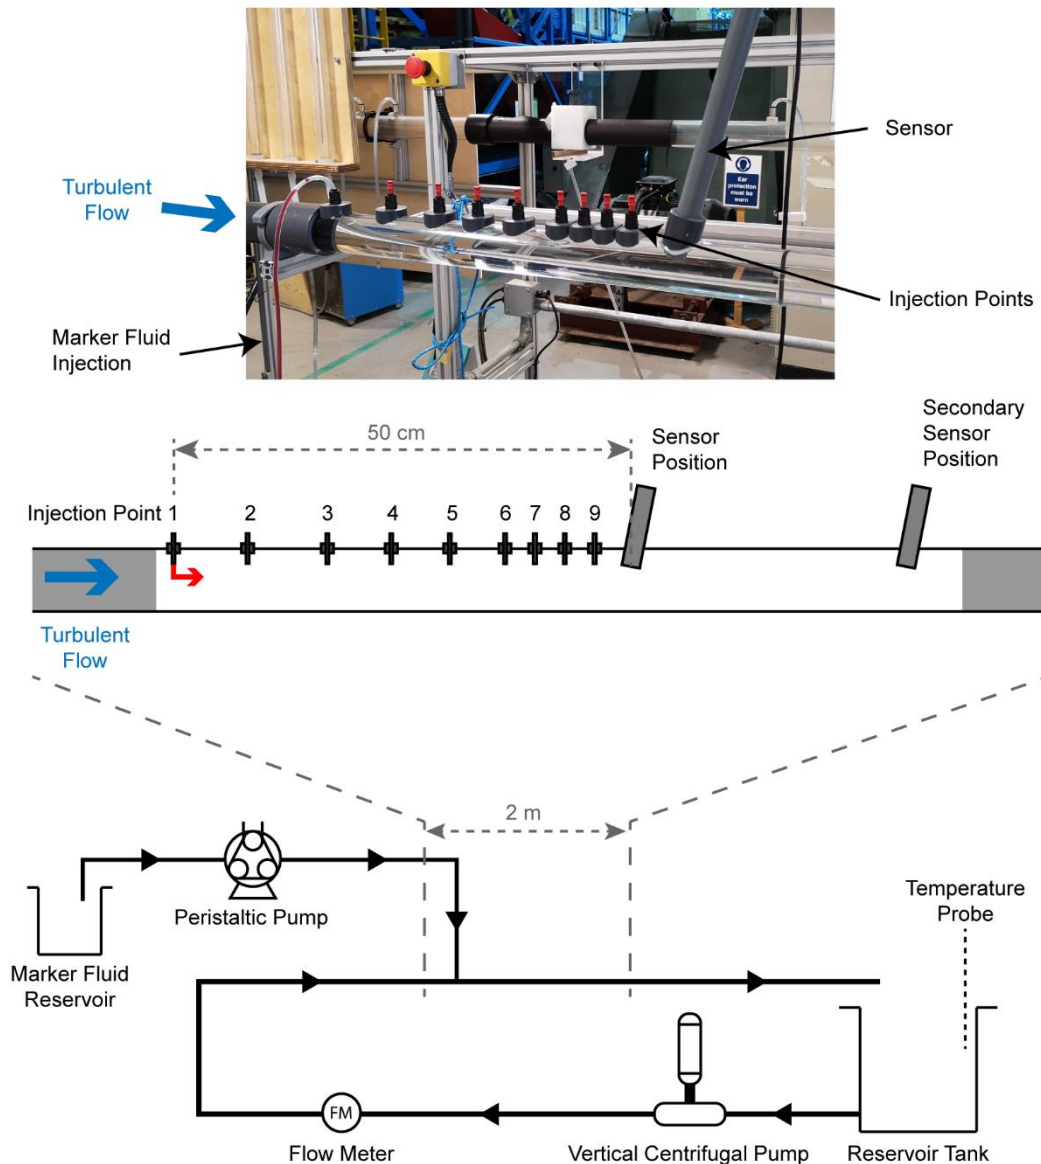 Sensor
Ear
protection
must be
worn
Turbulent
Flow
Injection Points
Marker Fluid
Injection
50 cm
Sensor
Position
Secondary
Sensor
Position
Injection Point 1 2 3 4 5 6 7 8 9
Turbulent
Flow
2 m
Peristaltic Pump
Temperature
Probe
Marker Fluid
Reservoir
FM
Flow Meter
Vertical Centrifugal Pump
Reservoir Tank